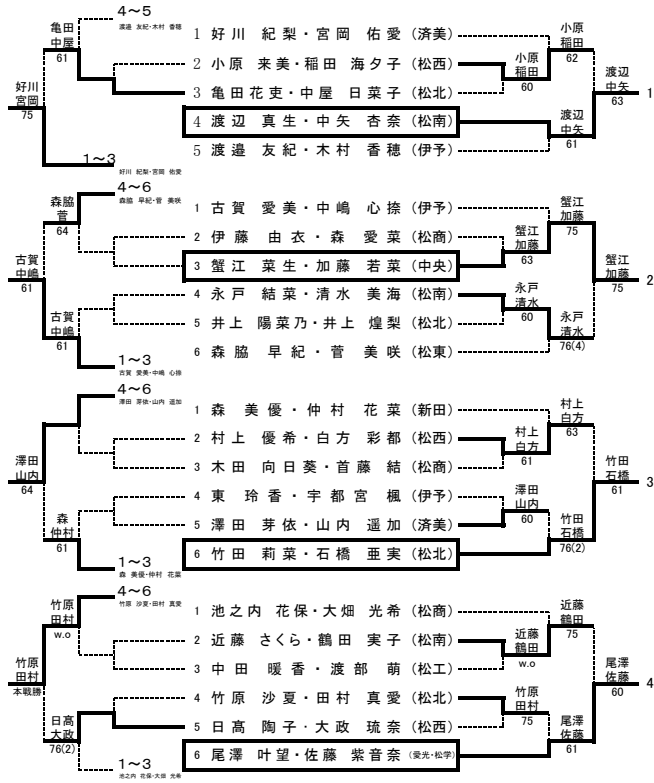 4～5
渡邉 友紀・木村 香穂
亀田
中屋
61
好川
宮岡
75
1～3
好川 紀梨・宮岡 佑愛
1 好川 紀梨・宮岡 佑愛 (済美)
2 小原 来美・稲田 海夕子 (松西)
3 亀田花吏・中屋 日菜子 (松北)
4 渡辺 真生・中矢 杏奈 (松南)
5 渡邉 友紀・木村 香穂 (伊予)
小原
稲田
60
小原
稲田
62
渡辺
中矢
61
渡辺
中矢
63
1
4～6
森脇 早紀・菅 美咲
森脇
菅
64
古賀
中嶋
61
古賀
中嶋
61
1～3
古賀 愛美・中嶋 心捺
1 古賀 愛美・中嶋 心捺 (伊予)
2 伊藤 由衣・森 愛菜 (松商)
3 蟹江 菜生・加藤 若菜 (中央)
4 永戸 結菜・清水 美海 (松南)
5 井上 陽菜乃・井上 煌梨 (松北)
6 森脇 早紀・菅 美咲 (松東)
蟹江
加藤
63
永戸
清水
60
蟹江
加藤
75
永戸
清水
76(4)
蟹江
加藤
75
2
4～6
澤田 芽依・山内 遥加
澤田
山内
64
森
仲村
61
1～3
森 美優・仲村 花菜
1 森 美優・仲村 花菜 (新田)
2 村上 優希・白方 彩都 (松西)
3 木田 向日葵・首藤 結 (松商)
4 東 玲香・宇都宮 楓 (伊予)
5 澤田 芽依・山内 遥加 (済美)
6 竹田 莉菜・石橋 亜実 (松北)
村上
白方
61
澤田
山内
60
村上
白方
63
竹田
石橋
76(2)
竹田
石橋
61
3
4～6
竹原 沙夏・田村 真愛
竹原
田村
w.o
竹原
田村
本戦勝
日髙
大政
76(2)
1～3
池之内 花保・大畑 光希
1 池之内 花保・大畑 光希 (松商)
2 近藤 さくら・鶴田 実子 (松南)
3 中田 暖香・渡部 萌 (松工)
4 竹原 沙夏・田村 真愛 (松北)
5 日髙 陶子・大政 琉奈 (松西)
6 尾澤 叶望・佐藤 紫音奈 (愛光・松学)
近藤
鶴田
w.o
竹原
田村
75
近藤
鶴田
75
尾澤
佐藤
61
尾澤
佐藤
60
4